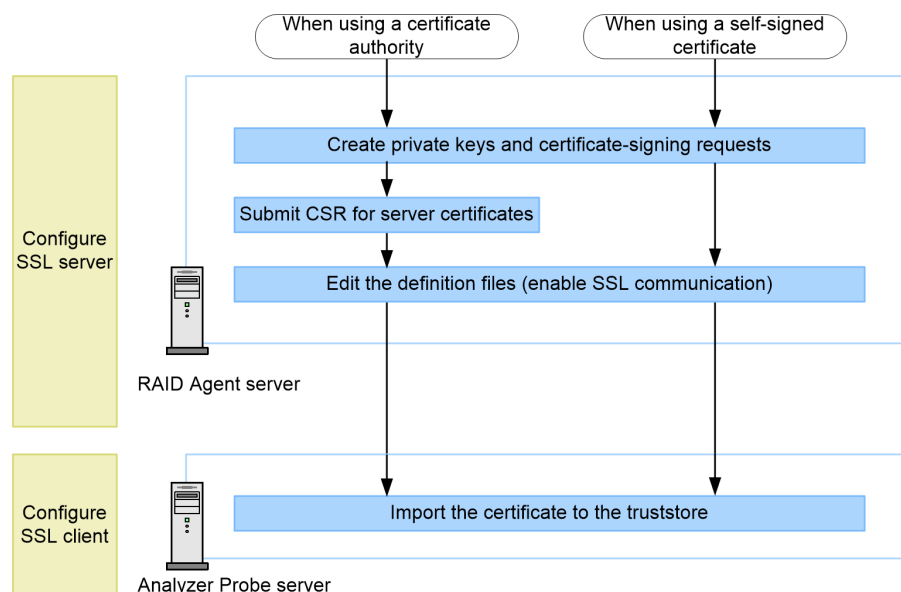 When using a certificate
authority
When using a self-signed
certificate
Create private keys and certificate-signing requests
Submit CSR for server certificates
Configure
SSL server
Edit the definition files (enable SSL communication)
RAID Agent server
Configure
SSL client
Import the certificate to the truststore
Analyzer Probe server